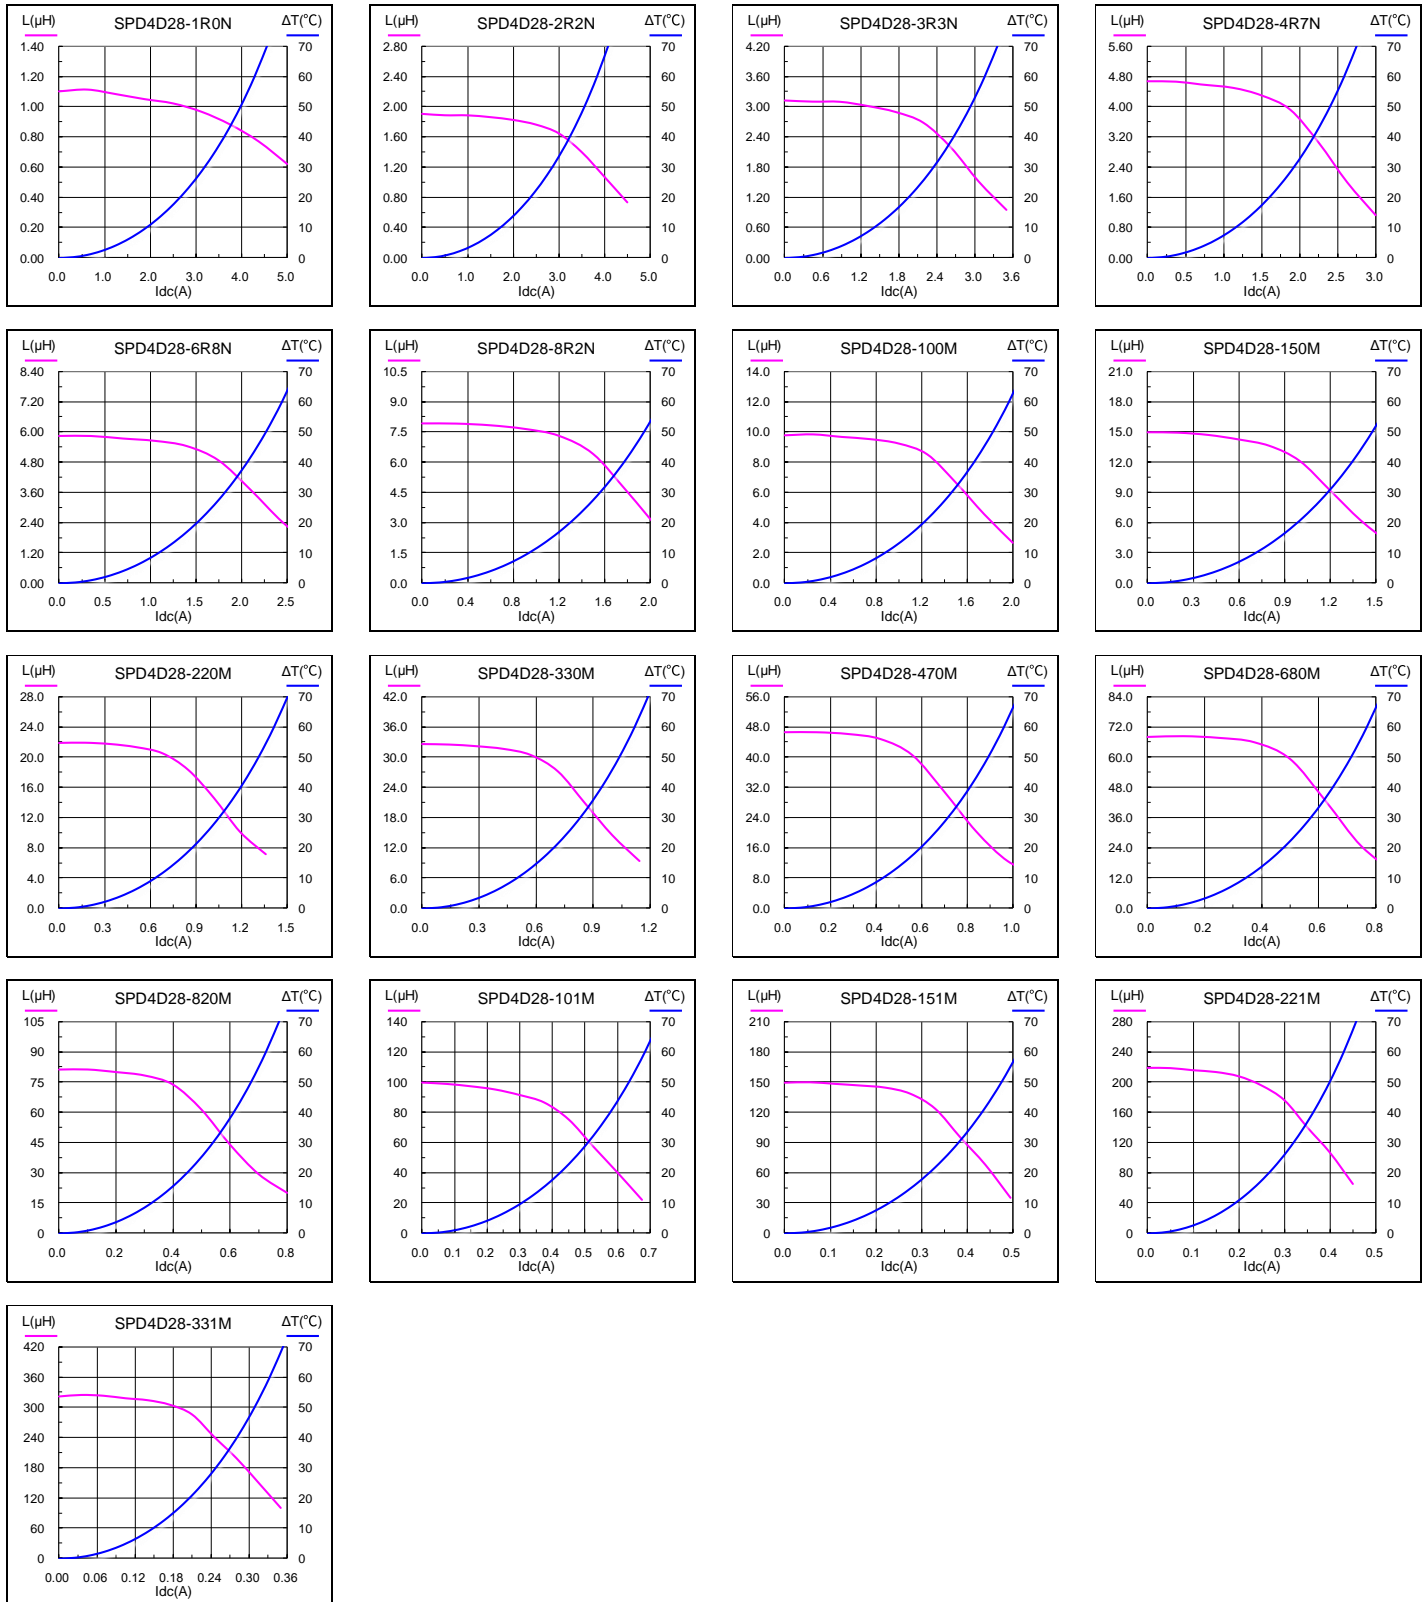 L(μH) SPD4D28-1R0N ΔT(℃)
1.40 70
1.20 60
1.00 50
0.80 40
0.60 30
0.40 20
0.20 10
0.00 0
0.0 1.0 2.0 3.0 4.0 5.0
Idc(A)
L(μH) SPD4D28-2R2N ΔT(℃)
2.80 70
2.40 60
2.00 50
1.60 40
1.20 30
0.80 20
0.40 10
0.00 0
0.0 1.0 2.0 3.0 4.0 5.0
Idc(A)
L(μH) SPD4D28-3R3N ΔT(℃)
4.20 70
3.60 60
3.00 50
2.40 40
1.80 30
1.20 20
0.60 10
0.00 0
0.0 0.6 1.2 1.8 2.4 3.0 3.6
Idc(A)
L(μH) SPD4D28-4R7N ΔT(℃)
5.60 70
4.80 60
4.00 50
3.20 40
2.40 30
1.60 20
0.80 10
0.00 0
0.0 0.5 1.0 1.5 2.0 2.5 3.0
Idc(A)
L(μH) SPD4D28-6R8N ΔT(℃)
8.40 70
7.20 60
6.00 50
4.80 40
3.60 30
2.40 20
1.20 10
0.00 0
0.0 0.5 1.0 1.5 2.0 2.5
Idc(A)
L(μH) SPD4D28-8R2N ΔT(℃)
10.5 70
9.0 60
7.5 50
6.0 40
4.5 30
3.0 20
1.5 10
0.0 0
0.0 0.4 0.8 1.2 1.6 2.0
Idc(A)
L(μH) SPD4D28-100M ΔT(℃)
14.0 70
12.0 60
10.0 50
8.0 40
6.0 30
4.0 20
2.0 10
0.0 0
0.0 0.4 0.8 1.2 1.6 2.0
Idc(A)
L(μH) SPD4D28-150M ΔT(℃)
21.0 70
18.0 60
15.0 50
12.0 40
9.0 30
6.0 20
3.0 10
0.0 0
0.0 0.3 0.6 0.9 1.2 1.5
Idc(A)
L(μH) SPD4D28-220M ΔT(℃)
28.0 70
24.0 60
20.0 50
16.0 40
12.0 30
8.0 20
4.0 10
0.0 0
0.0 0.3 0.6 0.9 1.2 1.5
Idc(A)
L(μH) SPD4D28-330M ΔT(℃)
42.0 70
36.0 60
30.0 50
24.0 40
18.0 30
12.0 20
6.0 10
0.0 0
0.0 0.3 0.6 0.9 1.2
Idc(A)
L(μH) SPD4D28-470M ΔT(℃)
56.0 70
48.0 60
40.0 50
32.0 40
24.0 30
16.0 20
8.0 10
0.0 0
0.0 0.2 0.4 0.6 0.8 1.0
Idc(A)
L(μH) SPD4D28-680M ΔT(℃)
84.0 70
72.0 60
60.0 50
48.0 40
36.0 30
24.0 20
12.0 10
0.0 0
0.0 0.2 0.4 0.6 0.8
Idc(A)
L(μH) SPD4D28-820M ΔT(℃)
105 70
90 60
75 50
60 40
45 30
30 20
15 10
0 0
0.0 0.2 0.4 0.6 0.8
Idc(A)
L(μH) SPD4D28-101M ΔT(℃)
140 70
120 60
100 50
80 40
60 30
40 20
20 10
0 0
0.0 0.1 0.2 0.3 0.4 0.5 0.6 0.7
Idc(A)
L(μH) SPD4D28-151M ΔT(℃)
210 70
180 60
150 50
120 40
90 30
60 20
30 10
0 0
0.0 0.1 0.2 0.3 0.4 0.5
Idc(A)
L(μH) SPD4D28-221M ΔT(℃)
280 70
240 60
200 50
160 40
120 30
80 20
40 10
0 0
0.0 0.1 0.2 0.3 0.4 0.5
Idc(A)
L(μH) SPD4D28-331M ΔT(℃)
420 70
360 60
300 50
240 40
180 30
120 20
60 10
0 0
0.00 0.06 0.12 0.18 0.24 0.30 0.36
Idc(A)